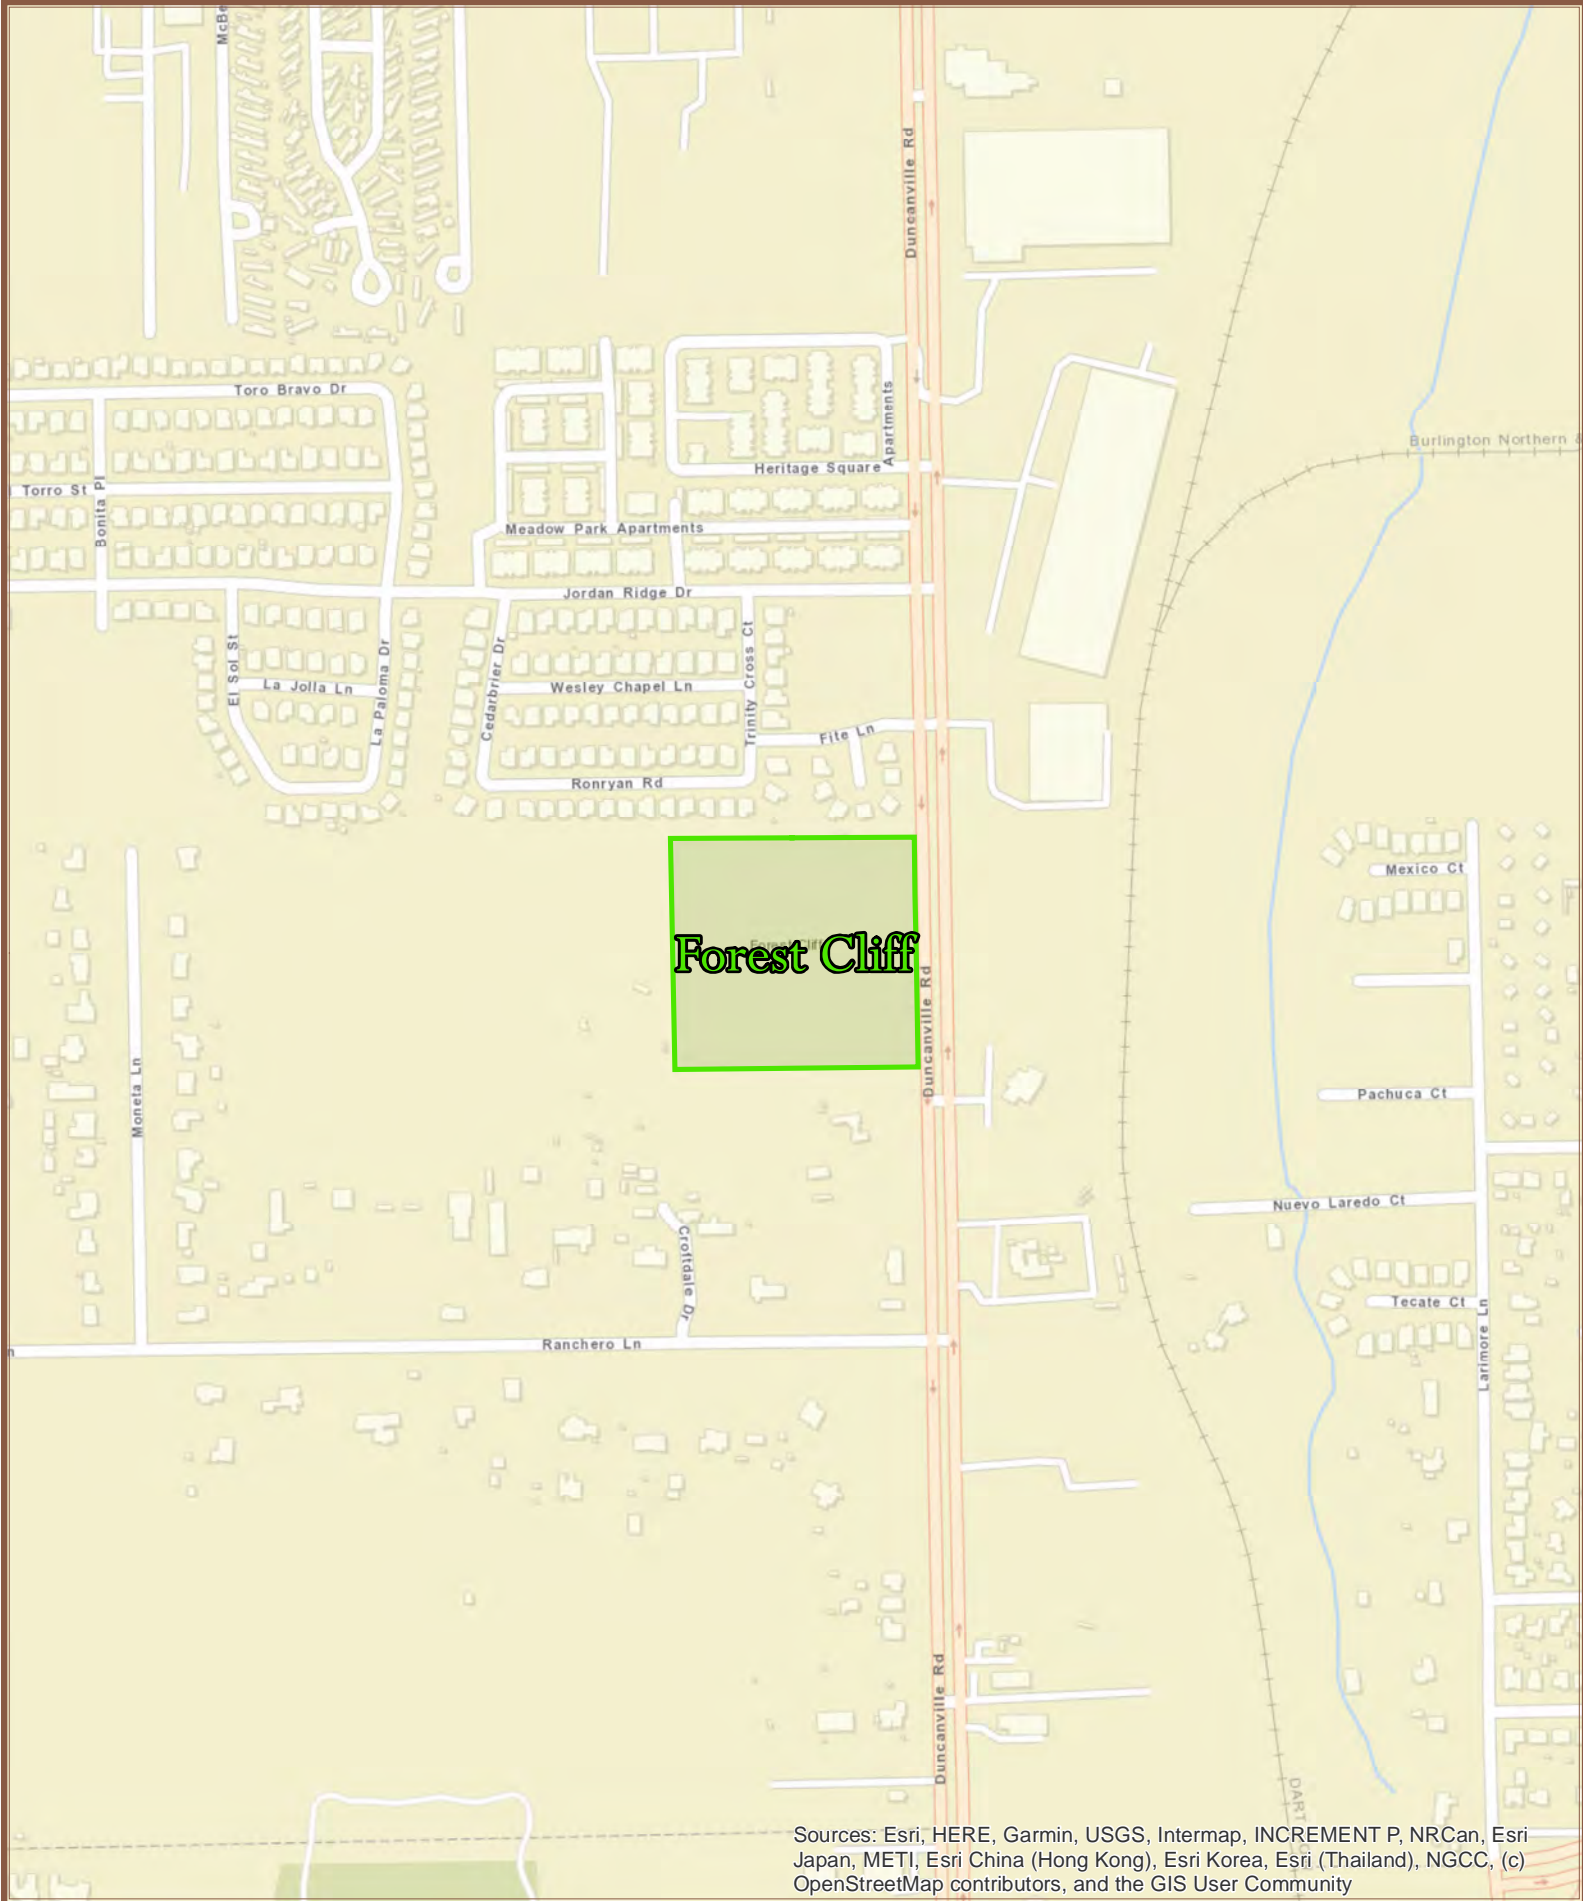 McBe
Duncanville Rd
Toro Bravo Dr
Apartments
Burlington Northern &
Heritage Square
Torro St
Bonita Pl
Meadow Park Apartments
Jordan Ridge Dr
El Sol St
La Paloma Dr
Cedarbrier Dr
Trinity Cross Ct
La Jolla Ln
Wesley Chapel Ln
Fite Ln
Ronryan Rd
Mexico Ct
Forest Cliff
Forest Cliff
Duncanville Rd
Moneta Ln
Pachuca Ct
Nuevo Laredo Ct
Croftdale Dr
Tecate Ct
Larimore Ln
Ranchero Ln
n
Duncanville Rd
DART
Sources: Esri, HERE, Garmin, USGS, Intermap, INCREMENT P, NRCan, Esri
Japan, METI, Esri China (Hong Kong), Esri Korea, Esri (Thailand), NGCC, (c)
OpenStreetMap contributors, and the GIS User Community